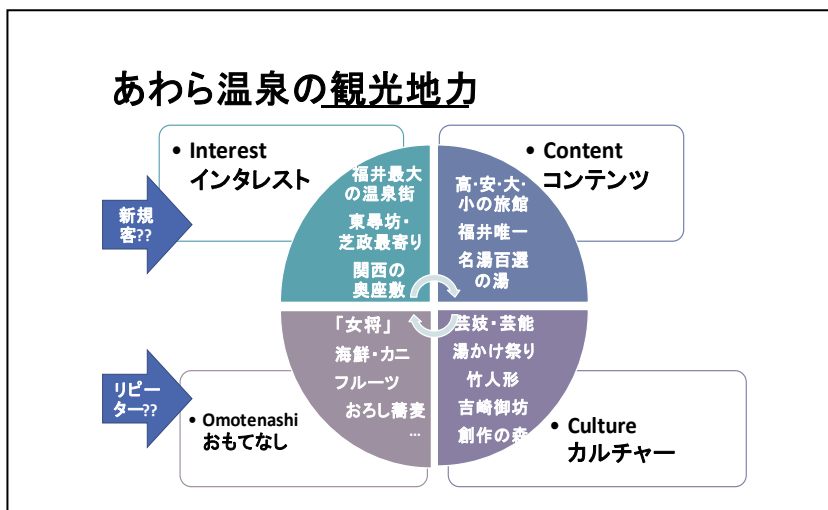 あわら温泉の観光地力
• Interest
インタレスト
• Content
コンテンツ
新規
客??
福井最大
の温泉街
東尋坊・
芝政最寄り
関西の
奥座敷
高・安・大・
小の旅館
福井唯一
名湯百選
の湯
リピー
ター??
「女将」
海鮮・カニ
フルーツ
おろし蕎麦
…
芸妓・芸能
湯かけ祭り
竹人形
吉崎御坊
創作の森
• Omotenashi
おもてなし
• Culture
カルチャー